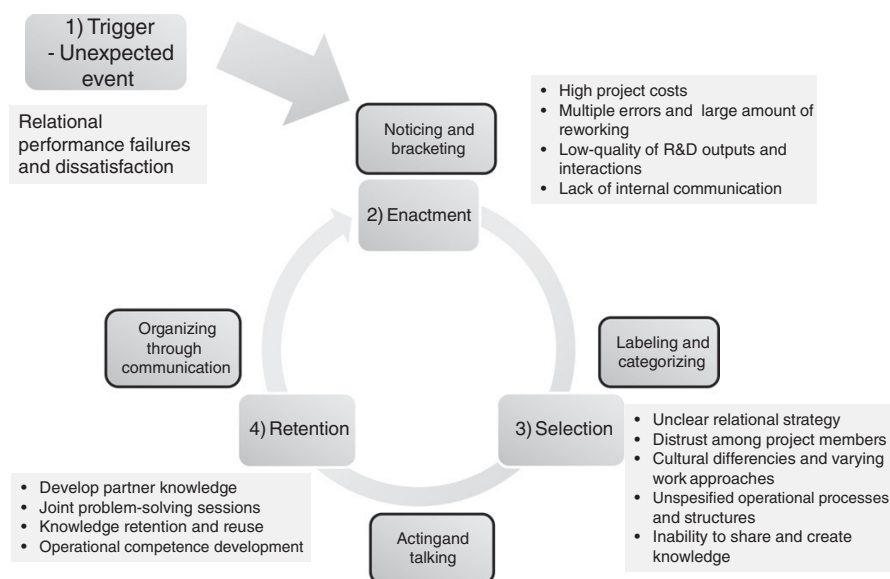 1) Trigger
- Unexpected
event
Relational
performance failures
and dissatisfaction
Noticing and
bracketing
2) Enactment
• High project costs
• Multiple errors and large amount of
reworking
• Low-quality of R&D outputs and
interactions
• Lack of internal communication
Labeling and
categorizing
3) Selection
• Unclear relational strategy
• Distrust among project members
• Cultural differencies and varying
work approaches
• Unspesified operational processes
and structures
• Inability to share and create
knowledge
Actingand
talking
4) Retention
• Develop partner knowledge
• Joint problem-solving sessions
• Knowledge retention and reuse
• Operational competence development
Organizing
through
communication